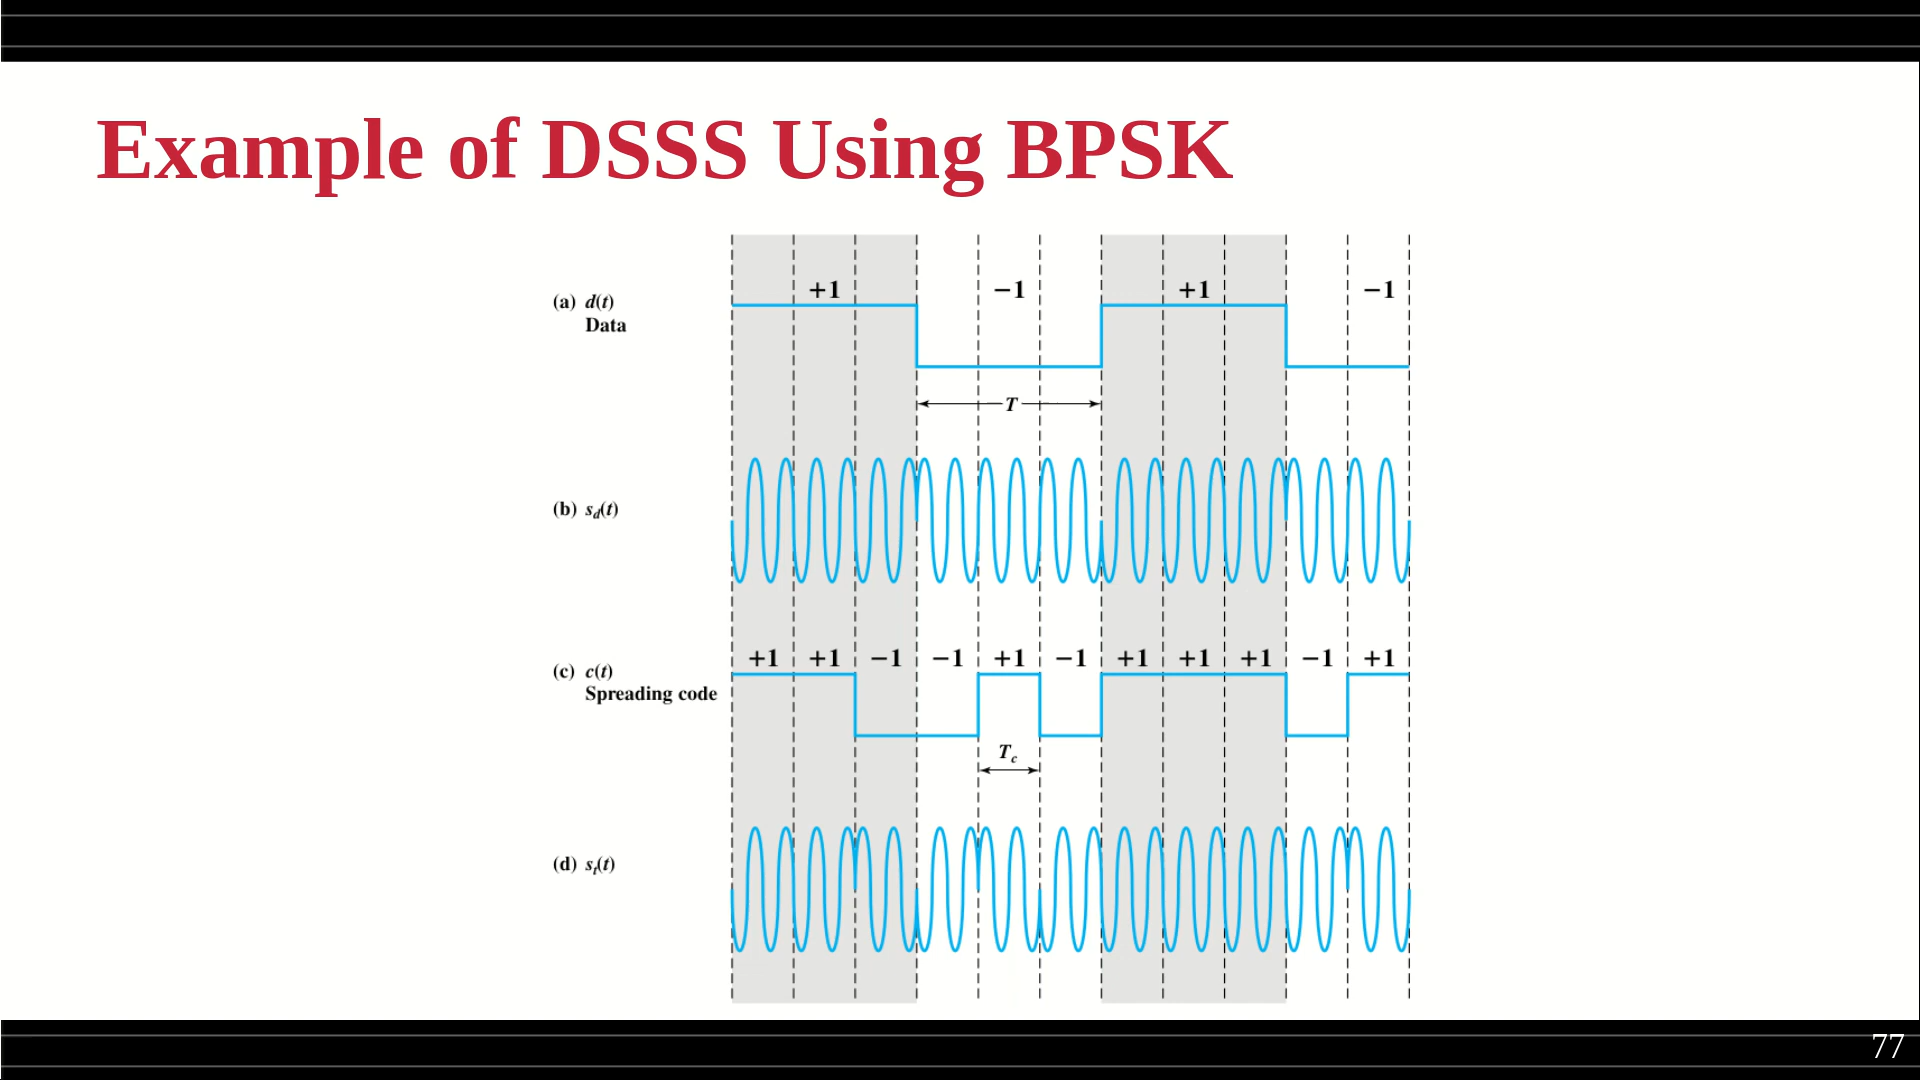 Example of DSSS Using BPSK
+1 −1 +1 −1
(a) d(t)
Data
T
(b) s_d(t)
+1 +1 −1 −1 +1 −1 +1 +1 +1 −1 +1
(c) c(t)
Spreading code
T_c
(d) s_t(t)
77